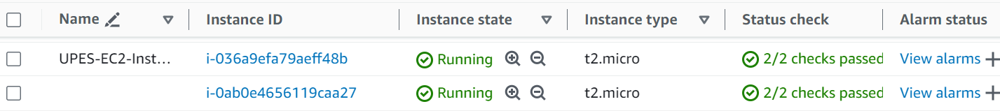 Name Instance ID Instance state Instance type Status check Alarm status
UPES-EC2-Inst... i-036a9efa79aeff48b Running t2.micro 2/2 checks passed View alarms
i-0ab0e4656119caa27 Running t2.micro 2/2 checks passed View alarms